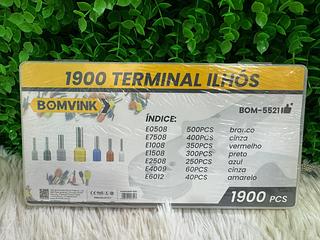 1900 TERMINAL ILHÓS
BOMVINK
BOM-5521
ÍNDICE:
E0508 500PCS branco
E7508 400PCS cinza
E1008 350PCS vermelho
E1508 300PCS preto
E2508 250PCS azul
E4009 60PCS cinza
E6012 40PCS amarelo
1900 PCS